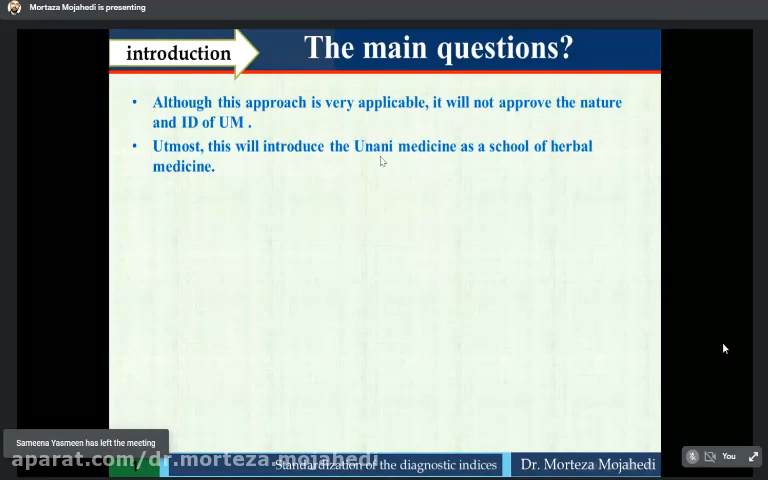 Mortaza Mojahedi is presenting
introduction
The main questions?
• Although this approach is very applicable, it will not approve the nature
and ID of UM .
• Utmost, this will introduce the Unani medicine as a school of herbal
medicine.
Sameena Yasmeen has left the meeting
You
aparat.com/dr.morteza.mojahedi
Standardization of the diagnostic indices
Dr. Morteza Mojahedi